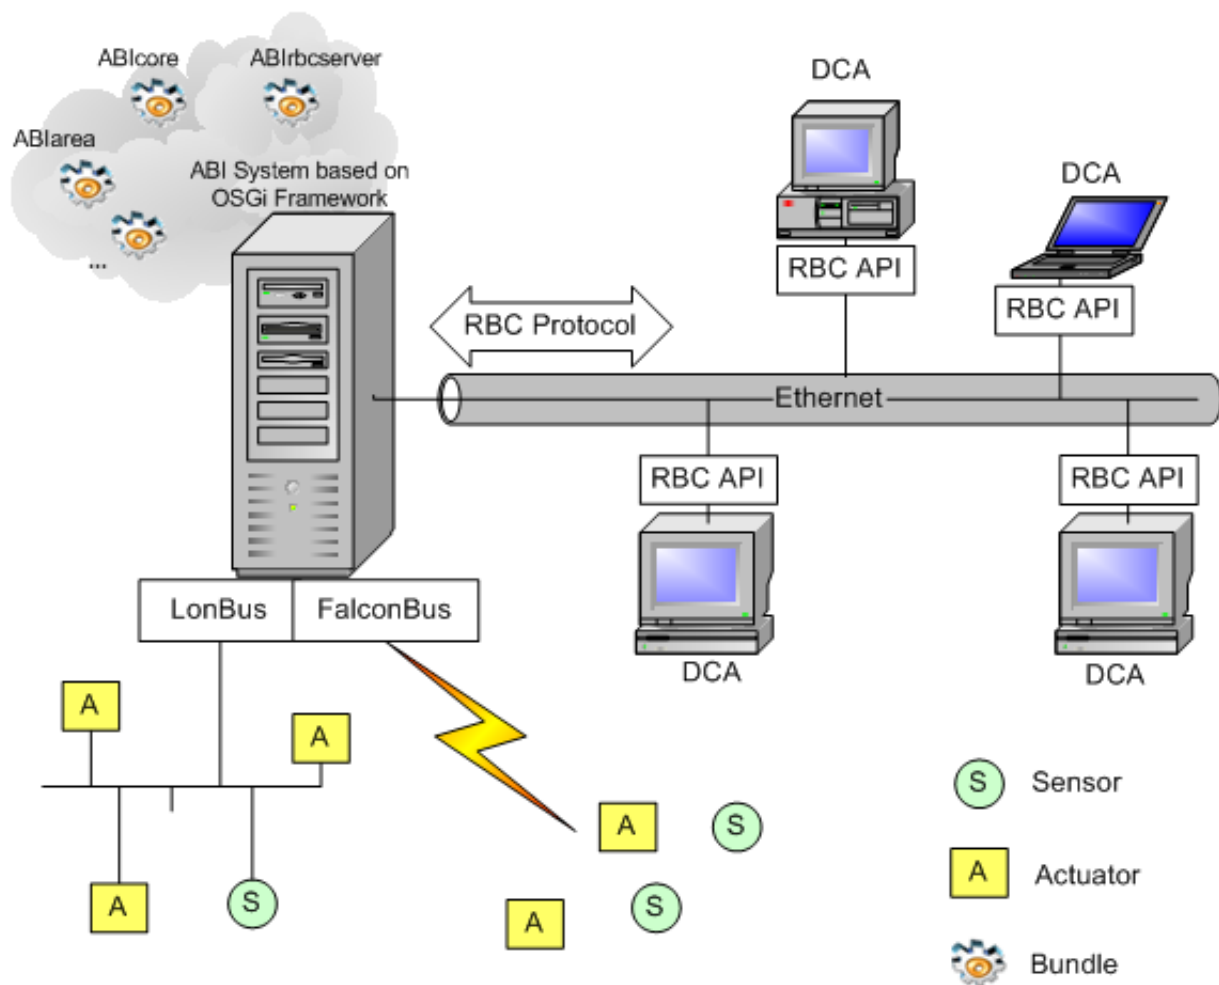 ABIcore
ABIrbcserver
ABIarea
ABI System based on
OSGi Framework
...
DCA
DCA
RBC API
RBC API
RBC Protocol
Ethernet
RBC API
RBC API
DCA
DCA
LonBus
FalconBus
A
A
A
S
A
S
A
S
S
Sensor
A
Actuator
Bundle